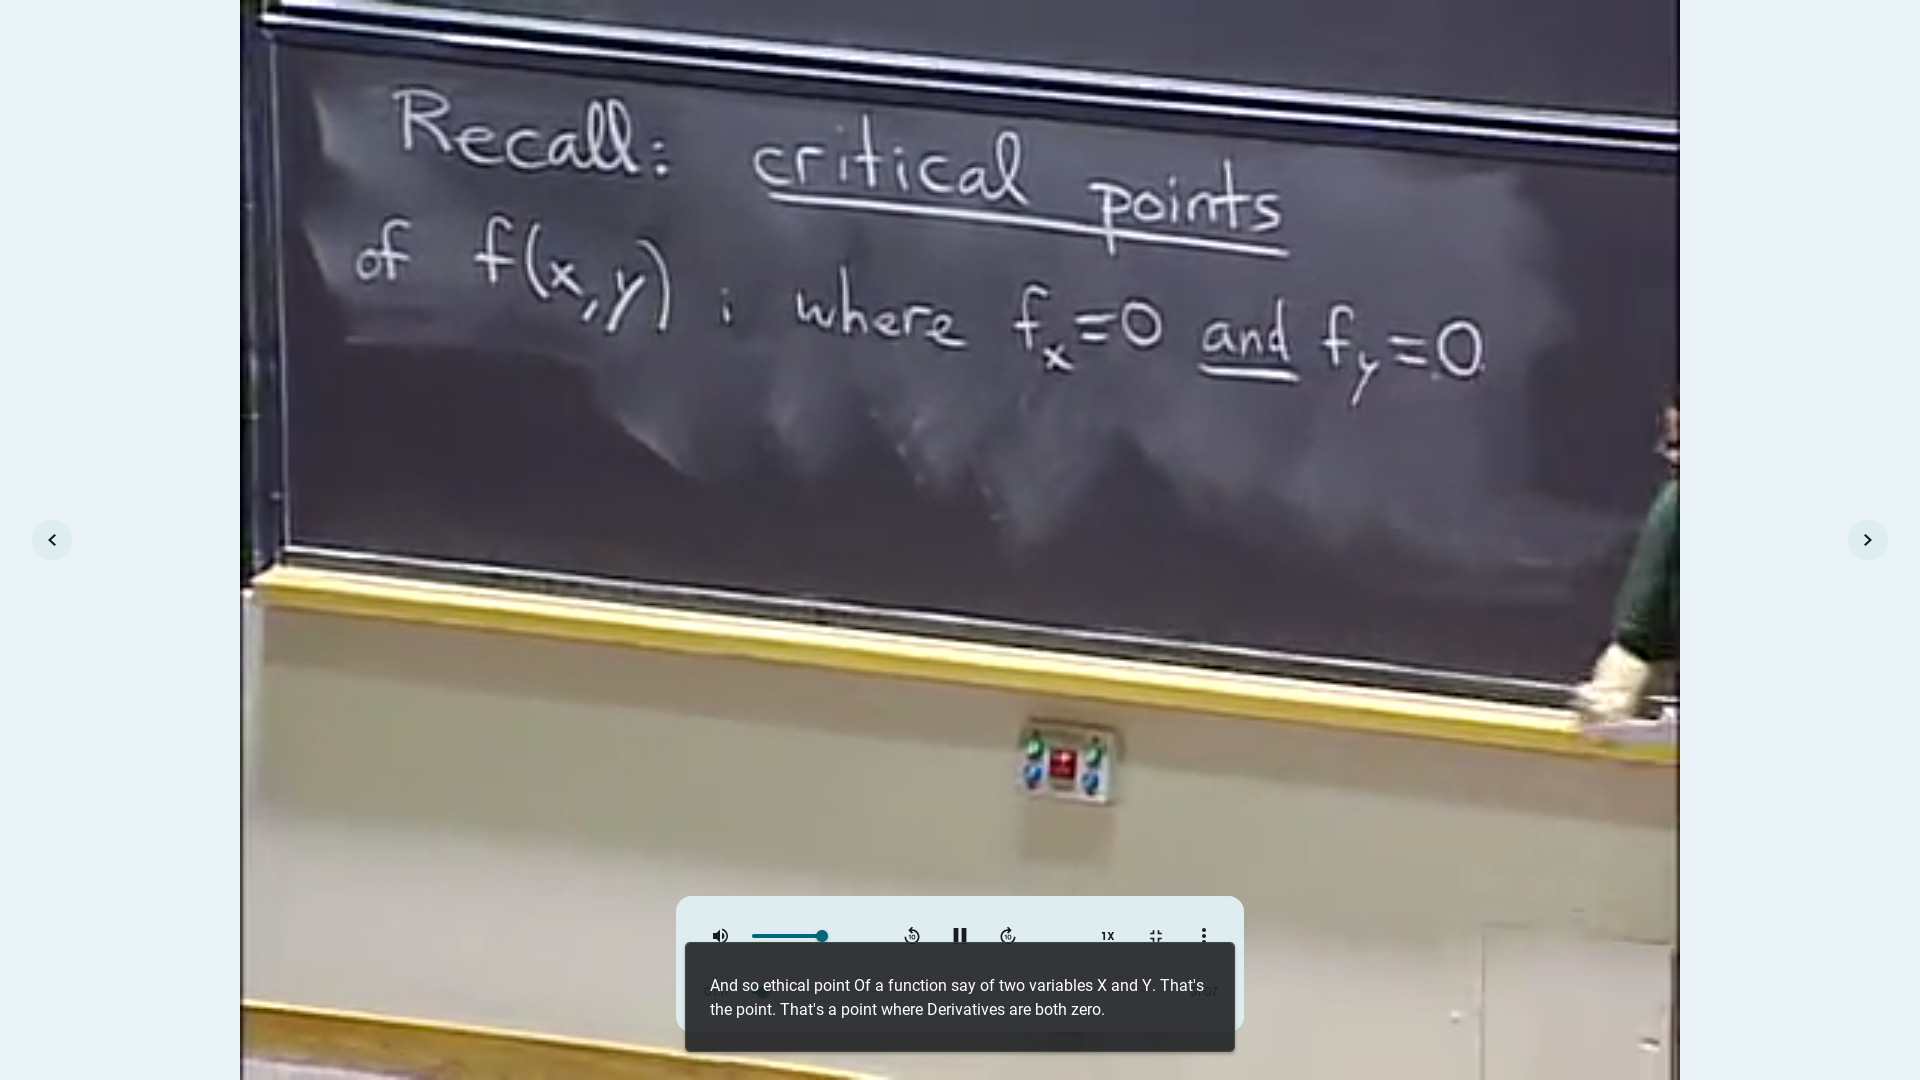 Recall: critical points
of f(x,y) ; where fₓ=0 and f_y=0
1X
And so ethical point Of a function say of two variables X and Y. That's
the point. That's a point where Derivatives are both zero.